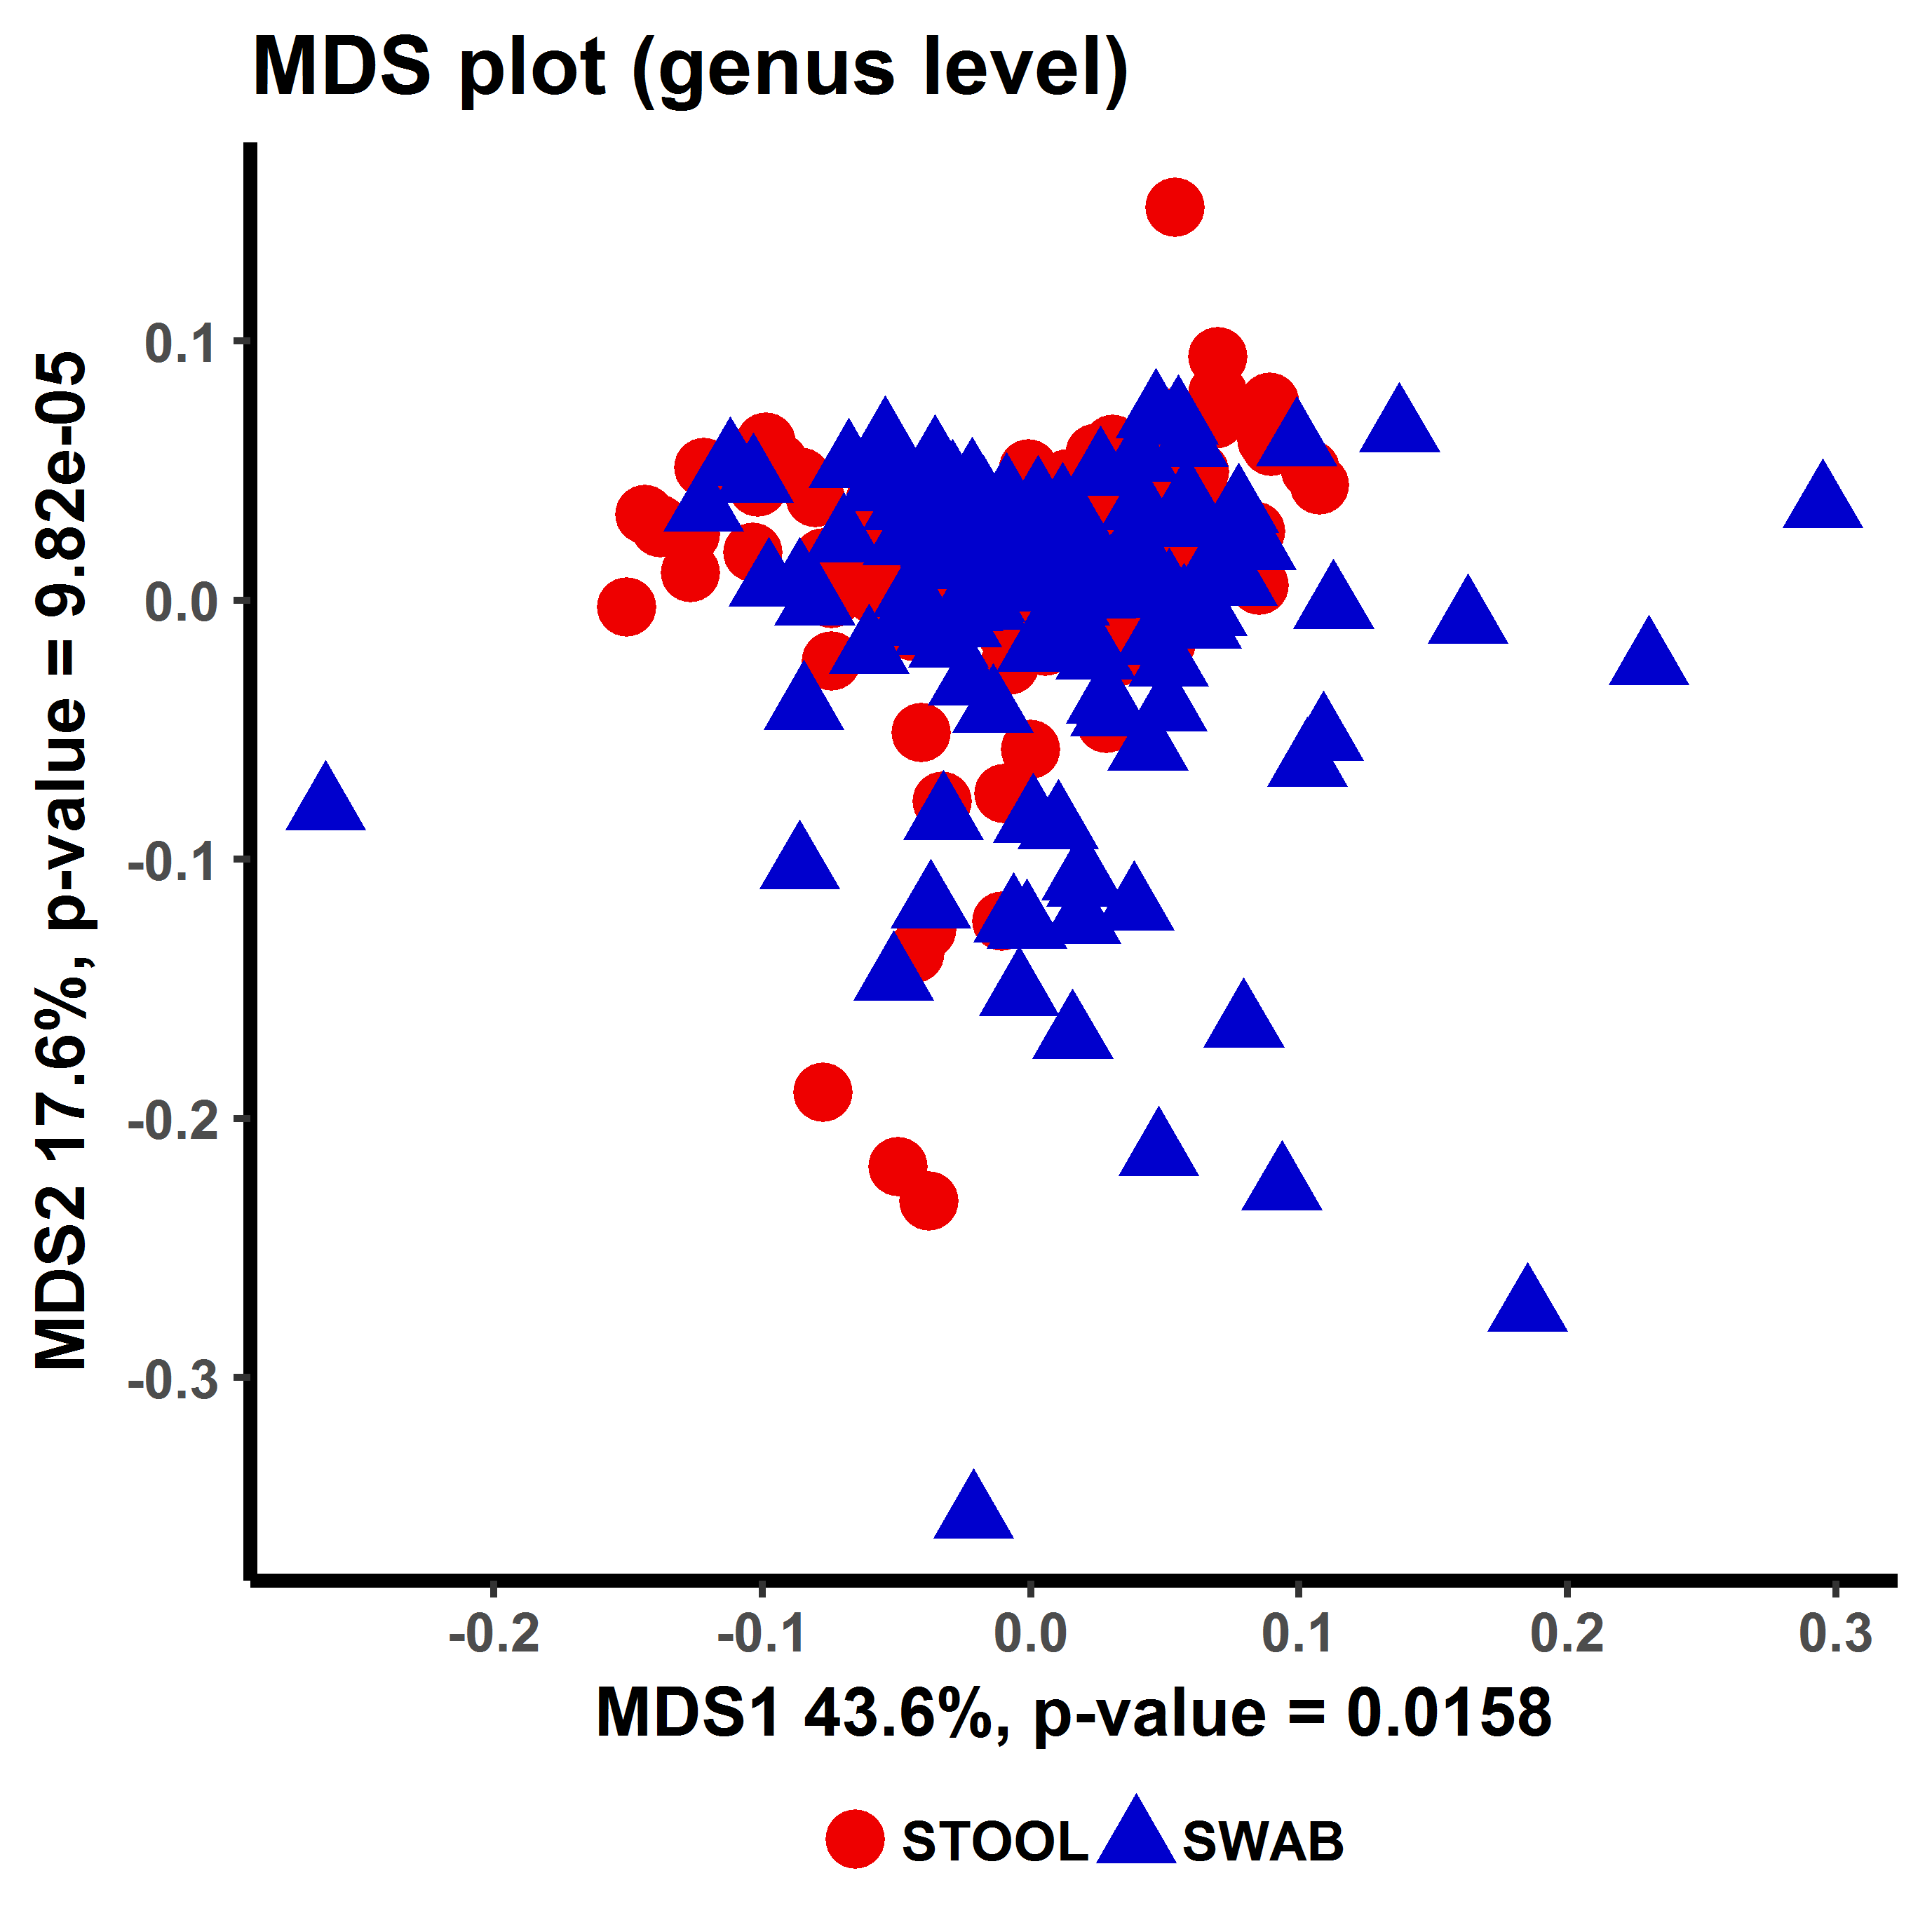 MDS plot (genus level)
MDS2 17.6%, p-value = 9.82e-05
0.1
0.0
-0.1
-0.2
-0.3
-0.2 -0.1 0.0 0.1 0.2 0.3
MDS1 43.6%, p-value = 0.0158
STOOL SWAB